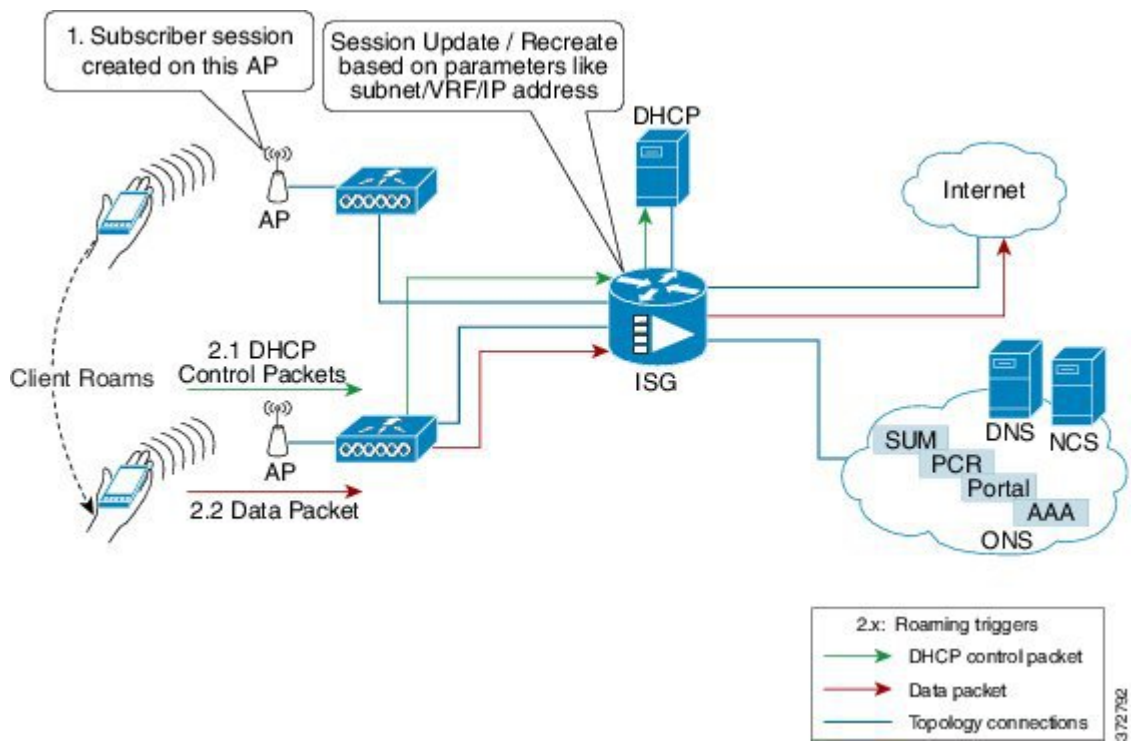 1. Subscriber session
created on this AP
Session Update / Recreate
based on parameters like
subnet/VRF/IP address
DHCP
Internet
AP
Client Roams
2.1 DHCP
Control Packets
ISG
AP
2.2 Data Packet
DNS
NCS
SUM
PCR
Portal
AAA
ONS
2.x: Roaming triggers
DHCP control packet
Data packet
Topology connections
372792